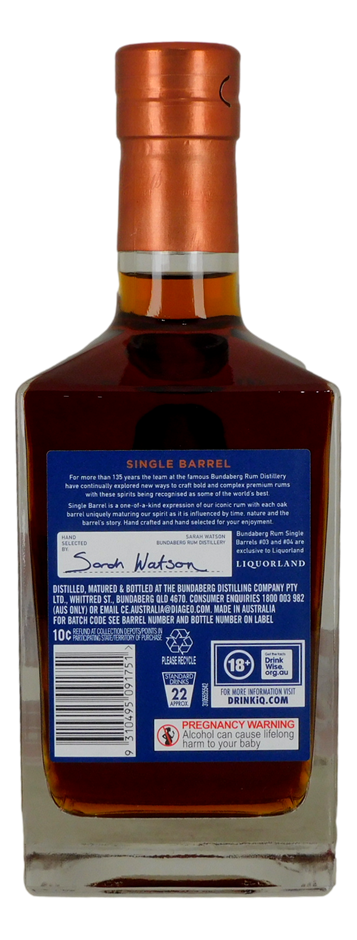 SINGLE BARREL
For more than 135 years the team at the famous Bundaberg Rum Distillery
have continually explored new ways to craft bold and complex premium rums
with these spirits being recognised as some of the world's best.
Single Barrel is a one-of-a-kind expression of our iconic rum with each oak
barrel uniquely maturing our spirit as it is influenced by time, nature and the
barrel's story. Hand crafted and hand selected for your enjoyment.
HAND
SELECTED
BY:
SARAH WATSON
BUNDABERG RUM DISTILLERY
Sarah Watson
Bundaberg Rum Single
Barrels #03 and #04 are
exclusive to Liquorland
LIQUORLAND
DISTILLED, MATURED & BOTTLED AT THE BUNDABERG DISTILLING COMPANY PTY
LTD., WHITTRED ST., BUNDABERG QLD 4670. CONSUMER ENQUIRIES 1800 003 982
(AUS ONLY) OR EMAIL CE.AUSTRALIA@DIAGEO.COM. MADE IN AUSTRALIA
FOR BATCH CODE SEE BARREL NUMBER AND BOTTLE NUMBER ON LABEL
10c REFUND AT COLLECTION DEPOTS/POINTS IN
PARTICIPATING STATE/TERRITORY OF PURCHASE.
PLEASE RECYCLE
STANDARD
DRINKS
22
APPROX.
18+
Get the facts
Drink
Wise.
org.au
FOR MORE INFORMATION VISIT
DRINKiQ.COM
9 310495 091751
PREGNANCY WARNING
Alcohol can cause lifelong
harm to your baby